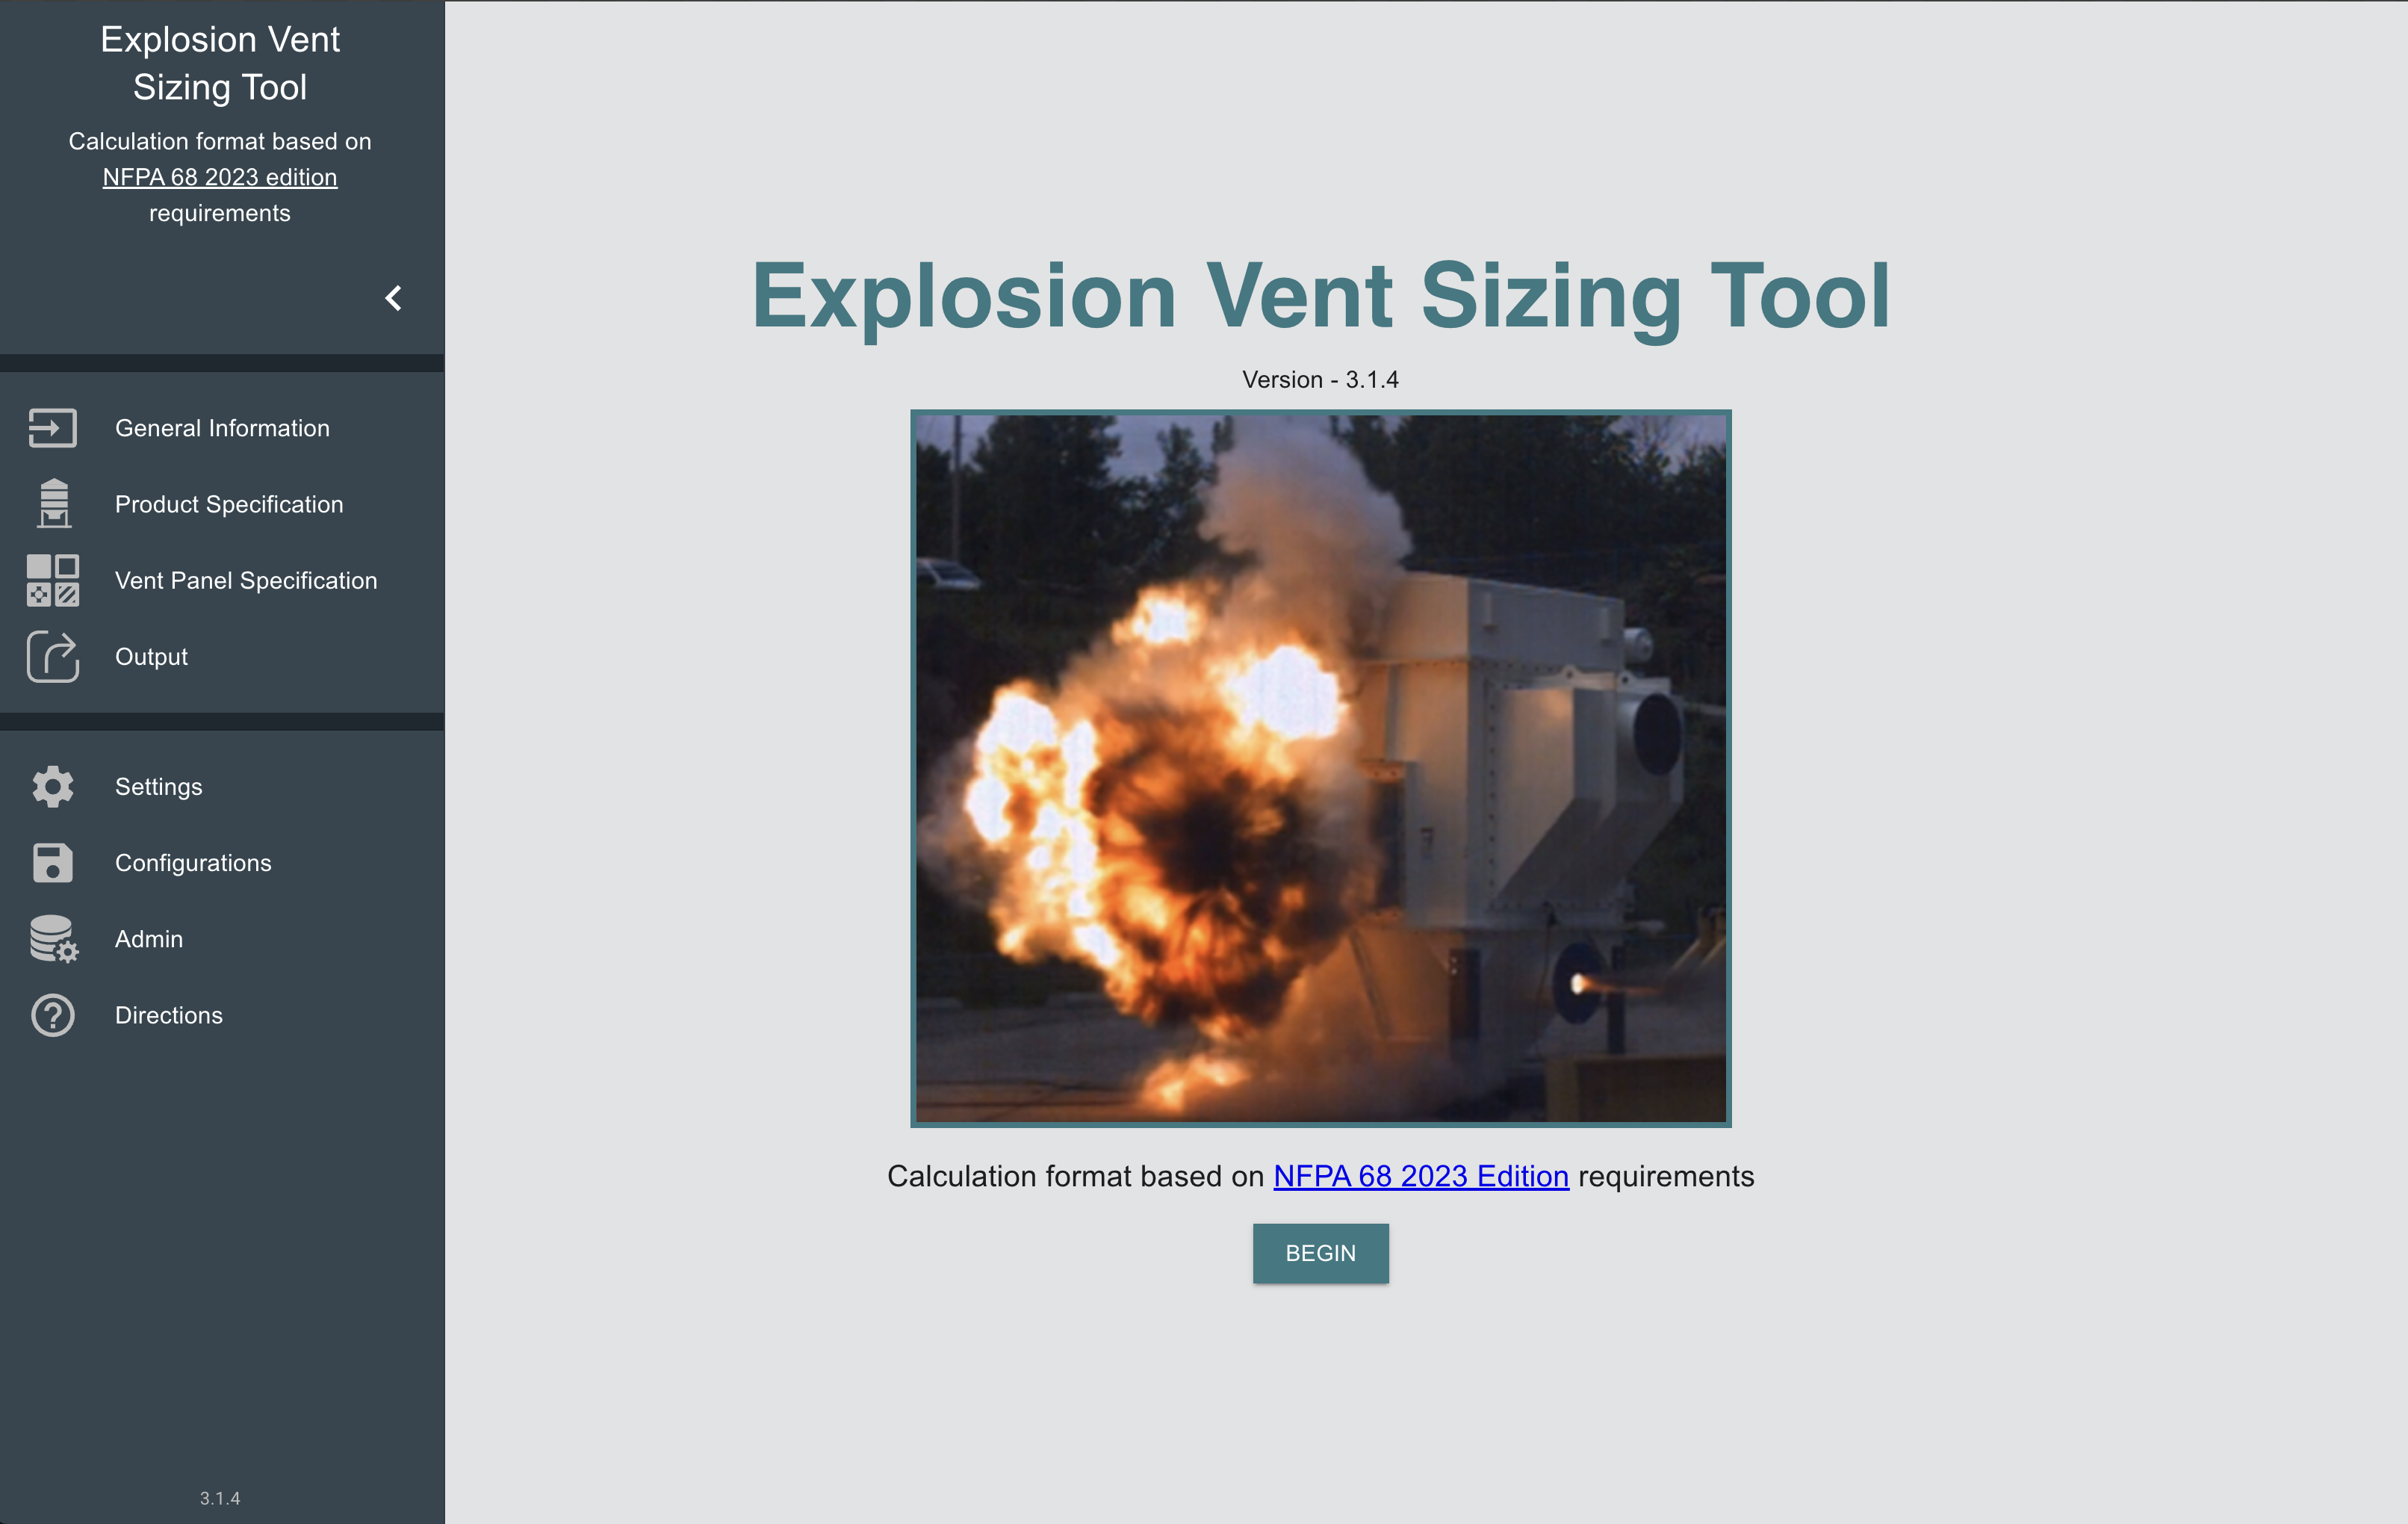 Explosion Vent
Sizing Tool
Calculation format based on
NFPA 68 2023 edition
requirements
General Information
Product Specification
Vent Panel Specification
Output
Settings
Configurations
Admin
Directions
3.1.4
Explosion Vent Sizing Tool
Version - 3.1.4
Calculation format based on NFPA 68 2023 Edition requirements
BEGIN